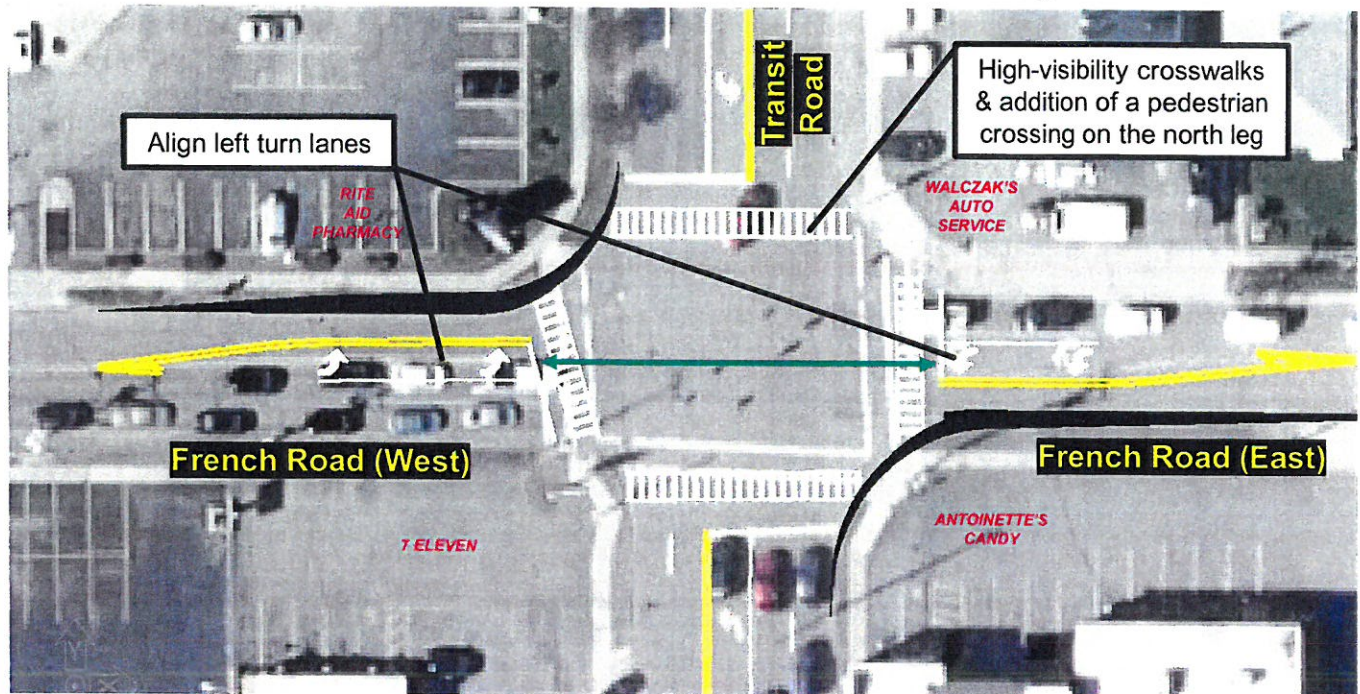 Transit
Road
High-visibility crosswalks
& addition of a pedestrian
crossing on the north leg
Align left turn lanes
RITE
AID
PHARMACY
WALCZAK'S
AUTO
SERVICE
French Road (West)
French Road (East)
7 ELEVEN
ANTOINETTE'S
CANDY